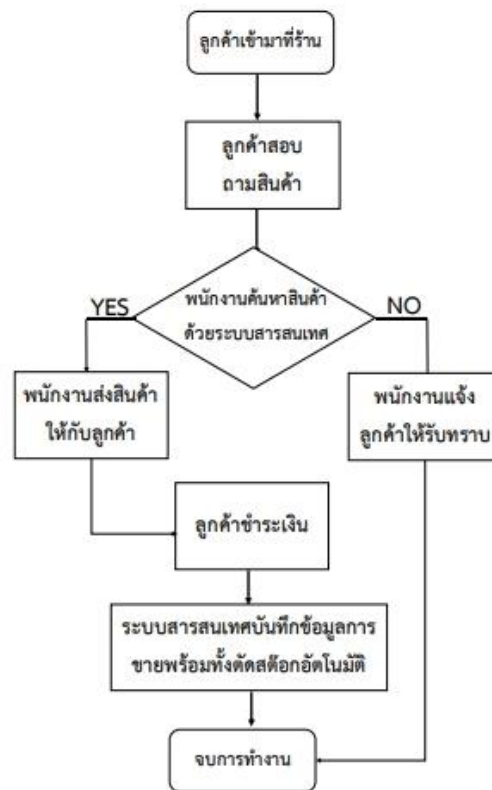 ลูกค้าเข้ามาที่ร้าน
ลูกค้าสอบ
ถามสินค้า
พนักงานค้นหาสินค้า
ด้วยระบบสารสนเทศ
YES
NO
พนักงานส่งสินค้า
ให้กับลูกค้า
พนักงานแจ้ง
ลูกค้าให้รับทราบ
ลูกค้าชำระเงิน
ระบบสารสนเทศบันทึกข้อมูลการ
ขายพร้อมทั้งตัดสต๊อกอัตโนมัติ
จบการทำงาน